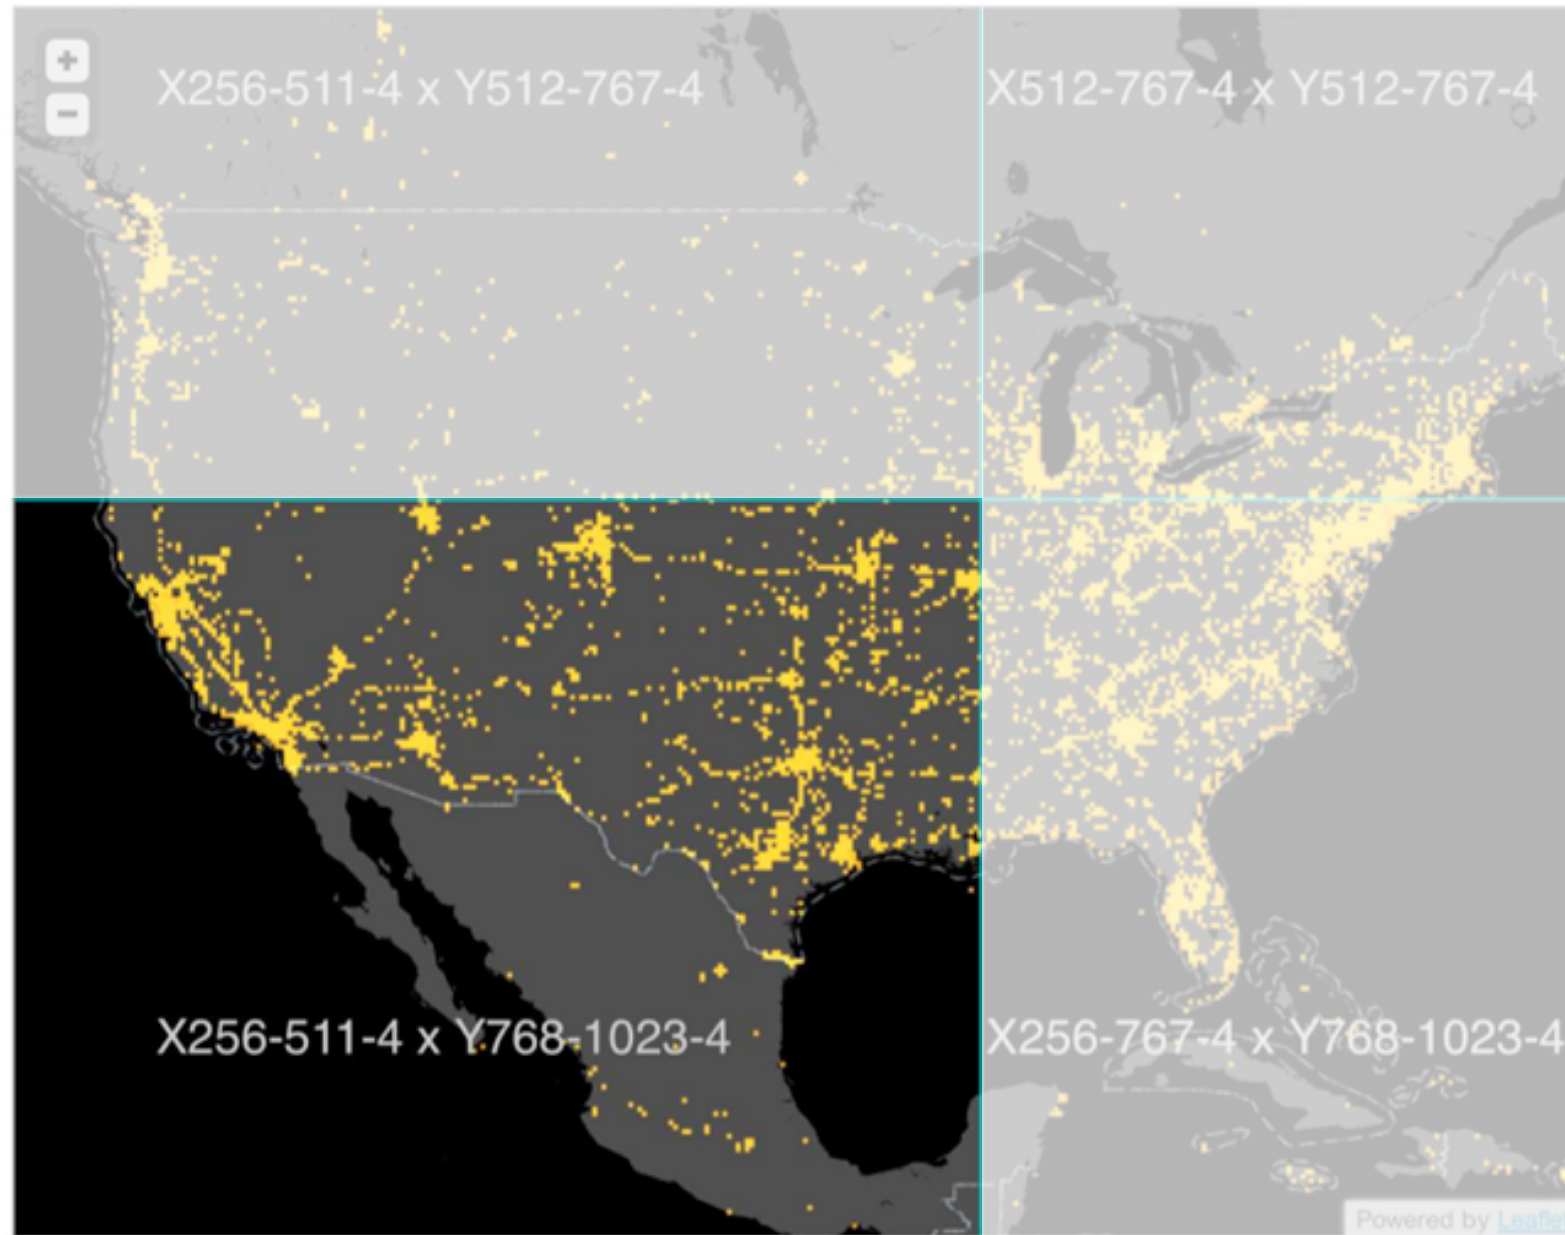 +
−
X256-511-4 x Y512-767-4
X512-767-4 x Y512-767-4
X256-511-4 x Y768-1023-4
X256-767-4 x Y768-1023-4
Powered by Leaflet